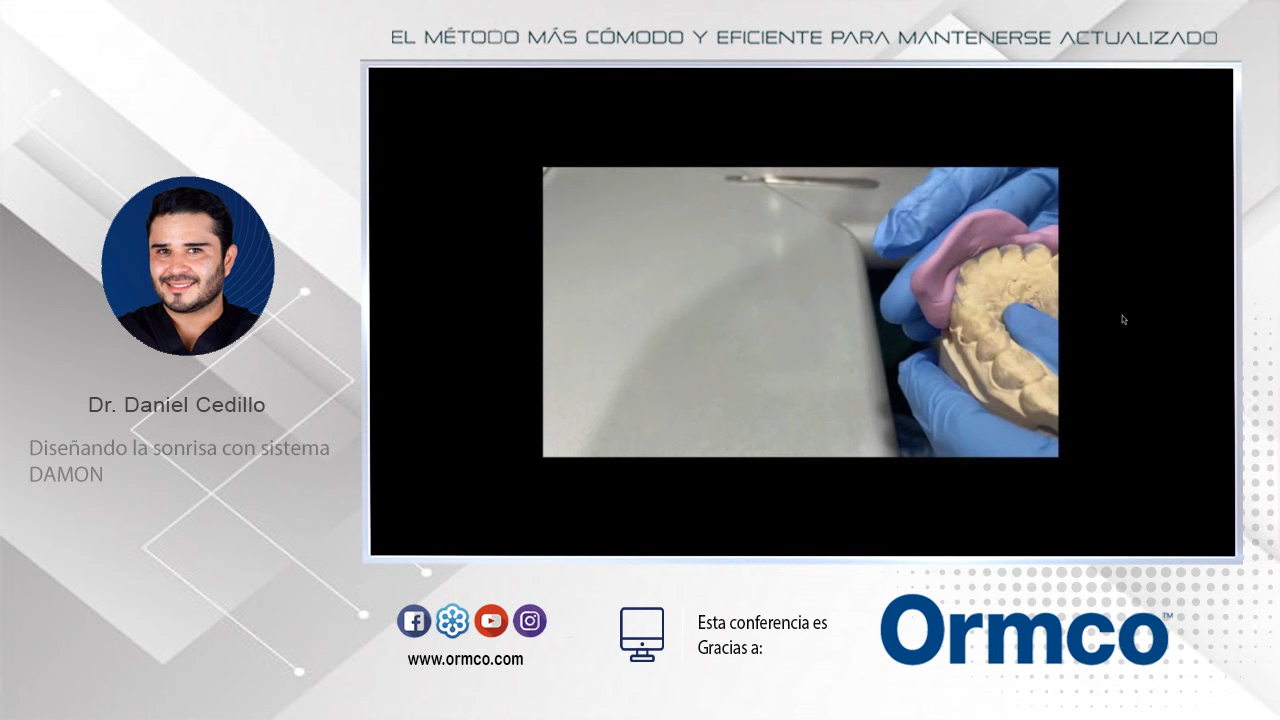 EL MÉTODO MÁS CÓMODO Y EFICIENTE PARA MANTENERSE ACTUALIZADO
Dr. Daniel Cedillo
Diseñando la sonrisa con sistema
DAMON
www.ormco.com
Esta conferencia es
Gracias a:
Ormco™